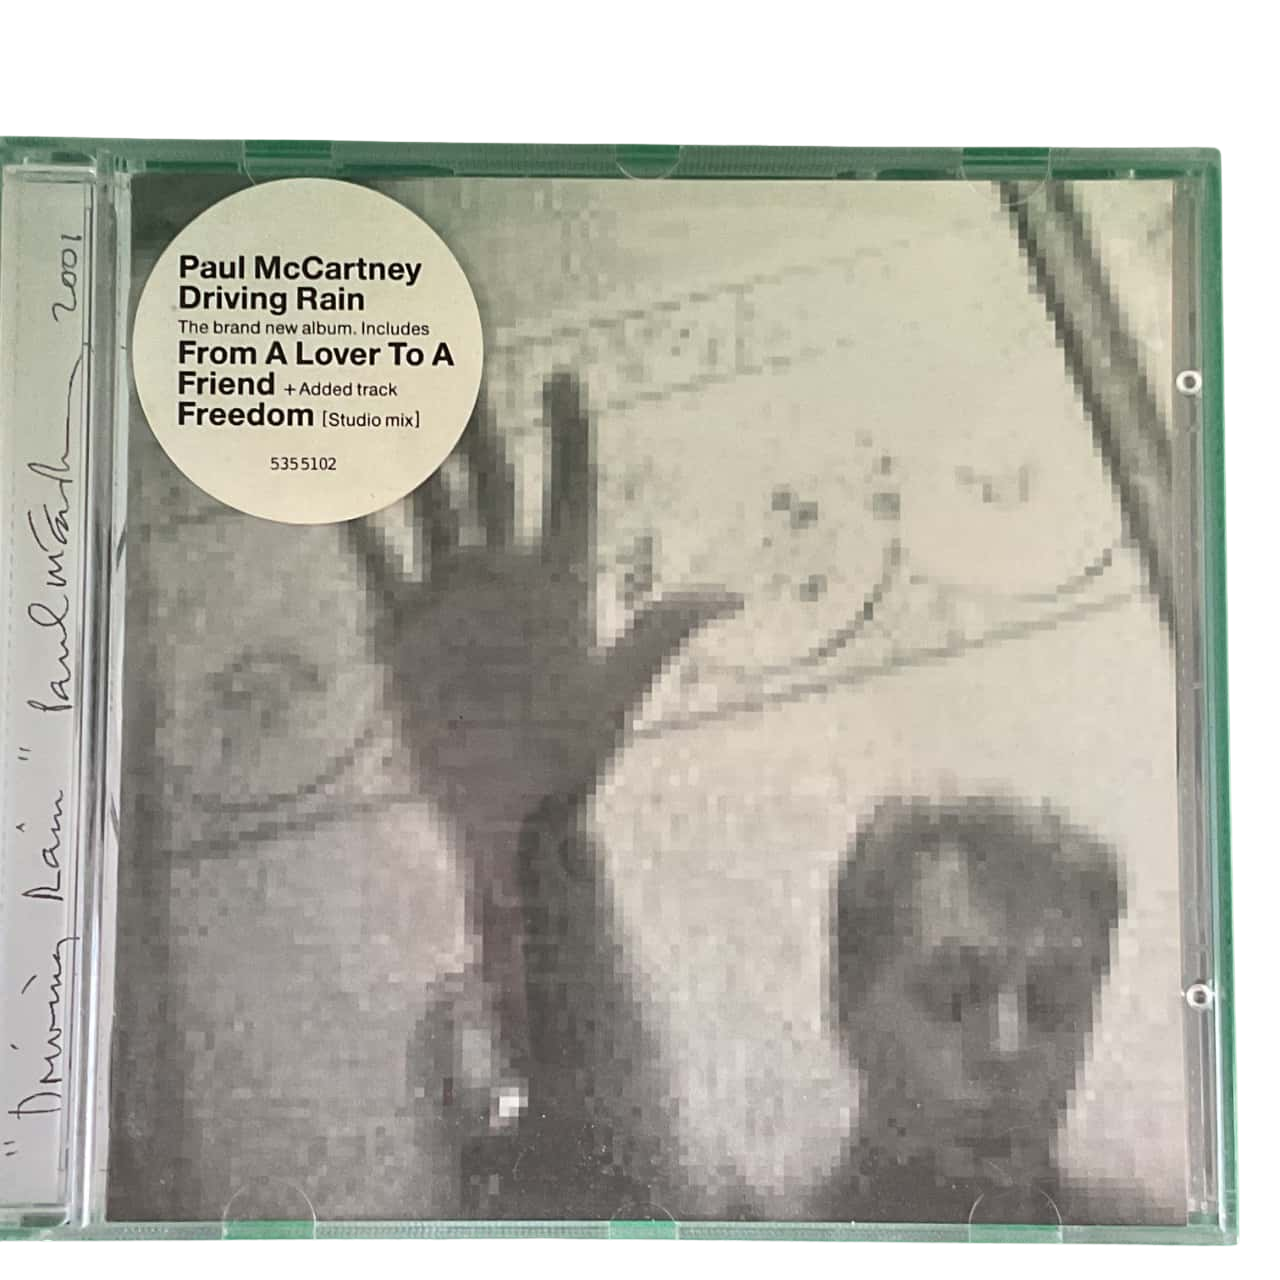 Paul McCartney
Driving Rain
The brand new album. Includes
From A Lover To A
Friend + Added track
Freedom [Studio mix]
5355102
"Driving Rain" Paul McCartney 2001